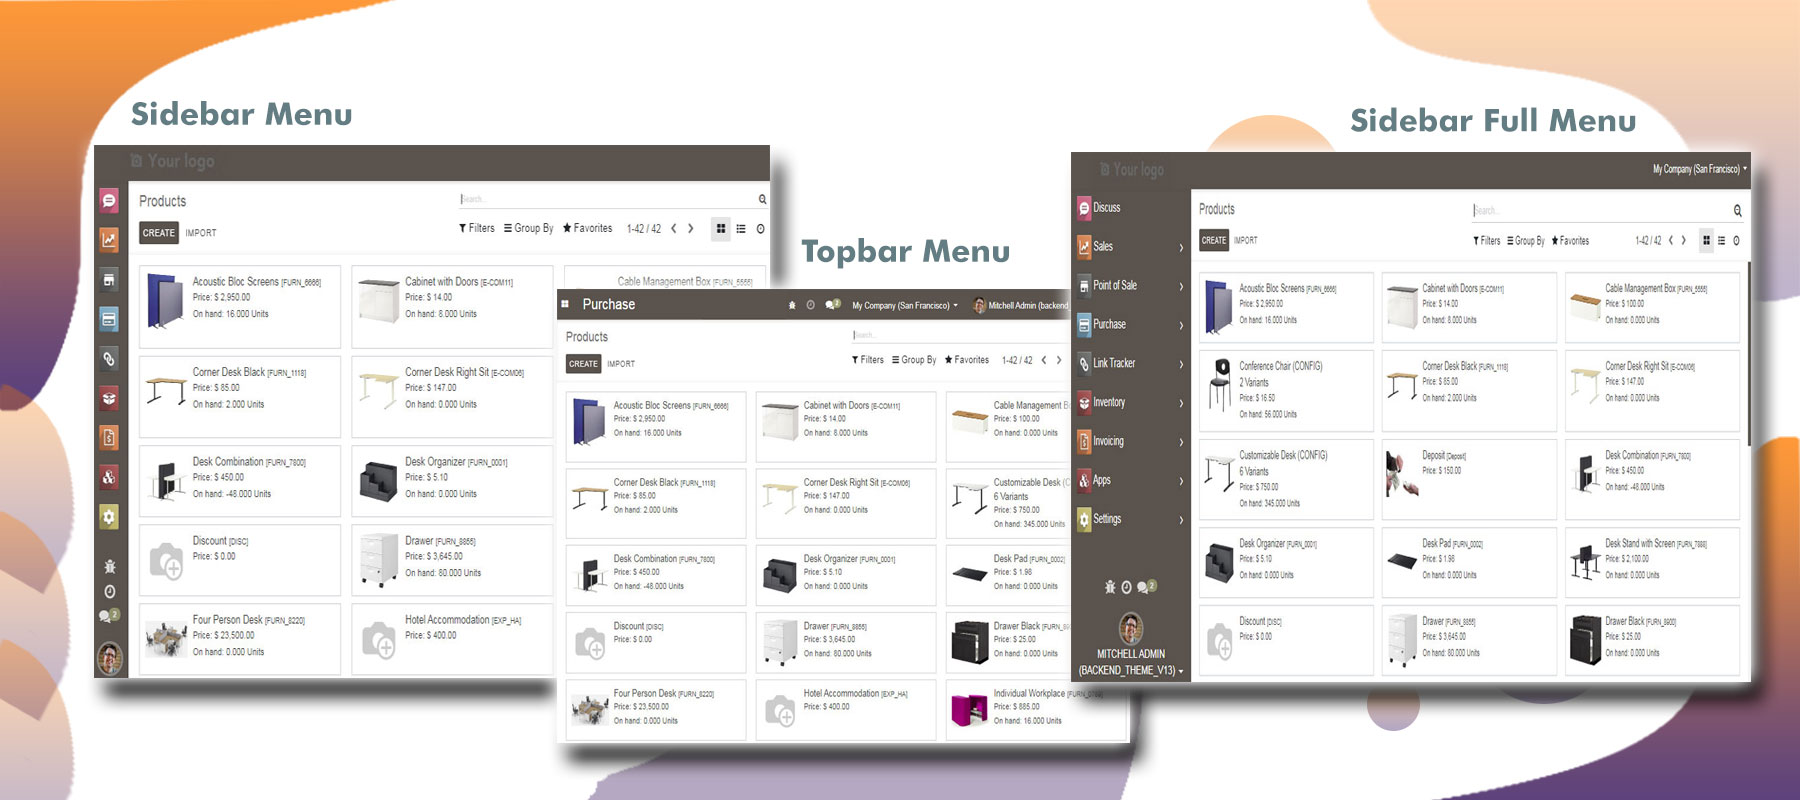 Sidebar Menu
Your logo
Products
Search...
CREATE IMPORT
Filters Group By Favorites 1-42 / 42
Acoustic Bloc Screens [FURN_6666]
Price: $ 2,950.00
On hand: 16.000 Units
Cabinet with Doors [E-COM11]
Price: $ 14.00
On hand: 8.000 Units
Cable Management Box [FURN_5555]
Corner Desk Black [FURN_1118]
Price: $ 85.00
On hand: 2.000 Units
Corner Desk Right Sit [E-COM06]
Price: $ 147.00
On hand: 0.000 Units
Desk Combination [FURN_7800]
Price: $ 450.00
On hand: -48.000 Units
Desk Organizer [FURN_0001]
Price: $ 5.10
On hand: 0.000 Units
Discount [DISC]
Price: $ 0.00
Drawer [FURN_8855]
Price: $ 3,645.00
On hand: 80.000 Units
2
Four Person Desk [FURN_8220]
Price: $ 23,500.00
On hand: 0.000 Units
Hotel Accommodation [EXP_HA]
Price: $ 400.00
Topbar Menu
Purchase
2
My Company (San Francisco)
Mitchell Admin (backend
Products
Search...
CREATE IMPORT
Filters Group By Favorites 1-42 / 42
Acoustic Bloc Screens [FURN_6666]
Price: $ 2,950.00
On hand: 16.000 Units
Cabinet with Doors [E-COM11]
Price: $ 14.00
On hand: 8.000 Units
Cable Management B
Price: $ 100.00
On hand: 0.000 Units
Corner Desk Black [FURN_1118]
Price: $ 85.00
On hand: 2.000 Units
Corner Desk Right Sit [E-COM06]
Price: $ 147.00
On hand: 0.000 Units
Customizable Desk (C
6 Variants
Price: $ 750.00
On hand: 345.000 Units
Desk Combination [FURN_7800]
Price: $ 450.00
On hand: -48.000 Units
Desk Organizer [FURN_0001]
Price: $ 5.10
On hand: 0.000 Units
Desk Pad [FURN_0002]
Price: $ 1.98
On hand: 0.000 Units
Discount [DISC]
Price: $ 0.00
Drawer [FURN_8855]
Price: $ 3,645.00
On hand: 80.000 Units
Drawer Black
Price: $ 25.00
On hand: 0.000 Units
Four Person Desk [FURN_8220]
Price: $ 23,500.00
On hand: 0.000 Units
Hotel Accommodation [EXP_HA]
Price: $ 400.00
Individual Workplace
Price: $ 885.00
On hand: 16.000 Units
Sidebar Full Menu
Your logo
My Company (San Francisco)
Discuss
Sales
Point of Sale
Purchase
Link Tracker
Inventory
Invoicing
Apps
Settings
2
MITCHELL ADMIN
(BACKEND_THEME_V13)
Products
Search...
CREATE IMPORT
Filters Group By Favorites 1-42 / 42
Acoustic Bloc Screens [FURN_6666]
Price: $ 2,950.00
On hand: 16.000 Units
Cabinet with Doors [E-COM11]
Price: $ 14.00
On hand: 8.000 Units
Cable Management Box [FURN_5555]
Price: $ 100.00
On hand: 0.000 Units
Conference Chair (CONFIG)
2 Variants
Price: $ 16.50
On hand: 56.000 Units
Corner Desk Black [FURN_1118]
Price: $ 85.00
On hand: 2.000 Units
Corner Desk Right Sit [E-COM06]
Price: $ 147.00
On hand: 0.000 Units
Customizable Desk (CONFIG)
6 Variants
Price: $ 750.00
On hand: 345.000 Units
Deposit [Deposit]
Price: $ 150.00
Desk Combination [FURN_7800]
Price: $ 450.00
On hand: -48.000 Units
Desk Organizer [FURN_0001]
Price: $ 5.10
On hand: 0.000 Units
Desk Pad [FURN_0002]
Price: $ 1.98
On hand: 0.000 Units
Desk Stand with Screen [FURN_7888]
Price: $ 2,100.00
On hand: 0.000 Units
Discount [DISC]
Price: $ 0.00
Drawer [FURN_8855]
Price: $ 3,645.00
On hand: 80.000 Units
Drawer Black [FURN_8900]
Price: $ 25.00
On hand: 0.000 Units